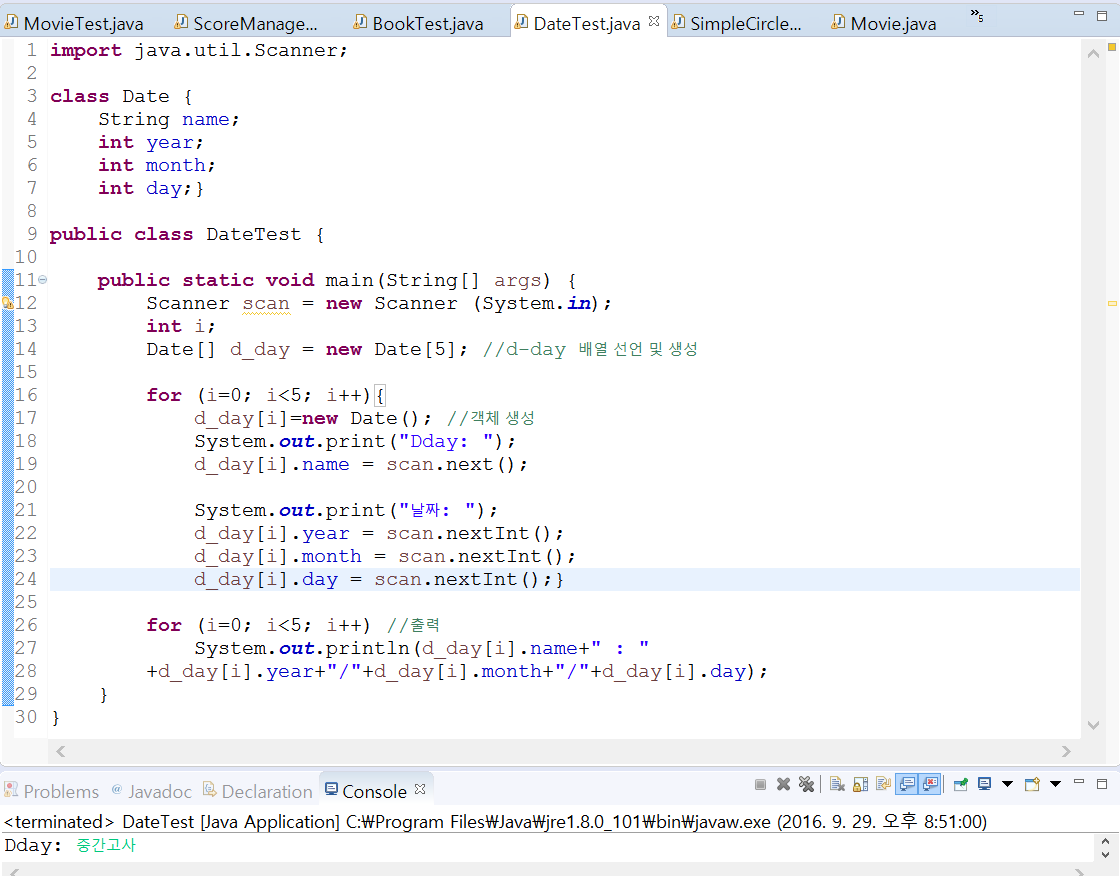 MovieTest.java ScoreManage... BookTest.java DateTest.java SimpleCircle... Movie.java »5
1 import java.util.Scanner;
2
3 class Date {
4 String name;
5 int year;
6 int month;
7 int day;}
8
9 public class DateTest {
10
11 public static void main(String[] args) {
12 Scanner scan = new Scanner (System.in);
13 int i;
14 Date[] d_day = new Date[5]; //d-day 배열 선언 및 생성
15
16 for (i=0; i<5; i++){
17 d_day[i]=new Date(); //객체 생성
18 System.out.print("Dday: ");
19 d_day[i].name = scan.next();
20
21 System.out.print("날짜: ");
22 d_day[i].year = scan.nextInt();
23 d_day[i].month = scan.nextInt();
24 d_day[i].day = scan.nextInt();}
25
26 for (i=0; i<5; i++) //출력
27 System.out.println(d_day[i].name+" : "
28 +d_day[i].year+"/"+d_day[i].month+"/"+d_day[i].day);
29 }
30 }
Problems @ Javadoc Declaration Console
<terminated> DateTest [Java Application] C:₩Program Files₩Java₩jre1.8.0_101₩bin₩javaw.exe (2016. 9. 29. 오후 8:51:00)
Dday: 중간고사